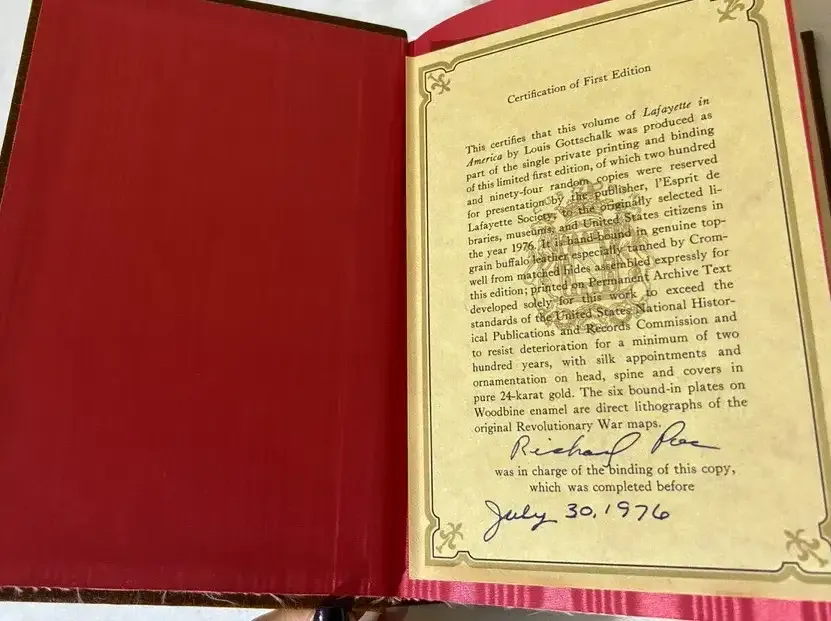 Certification of First Edition
This certifies that this volume of Lafayette in
America by Louis Gottschalk was produced as
part of the single private printing and binding
of this limited first edition, of which two hundred
and ninety-four random copies were reserved
for presentation by the publisher, l'Esprit de
Lafayette Society, to the originally selected li-
braries, museums, and United States citizens in
the year 1976. It is hand-bound in genuine top-
grain buffalo leather especially tanned by Crom-
well from matched hides assembled expressly for
this edition; printed on Permanent Archive Text
developed solely for this work to exceed the
standards of the United States National Histor-
ical Publications and Records Commission and
to resist deterioration for a minimum of two
hundred years, with silk appointments and
ornamentation on head, spine and covers in
pure 24-karat gold. The six bound-in plates on
Woodbine enamel are direct lithographs of the
original Revolutionary War maps.
Richard
was in charge of the binding of this copy,
which was completed before
July 30, 1976